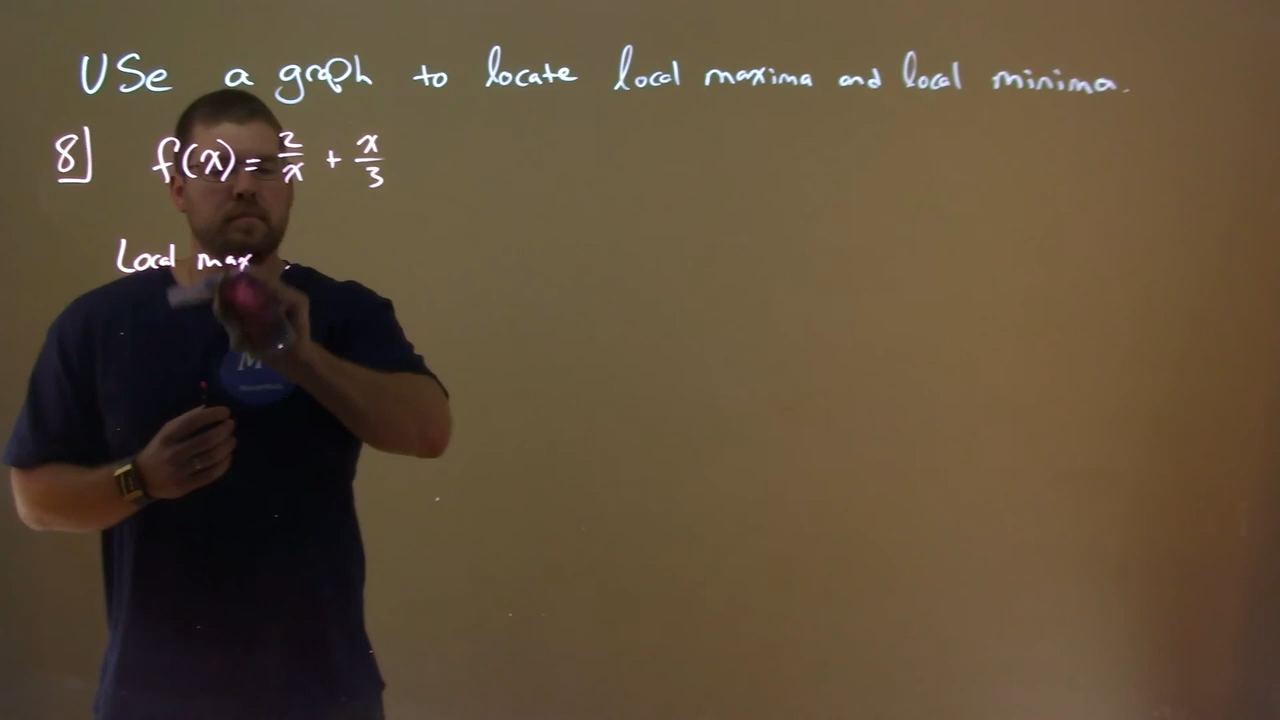 Use a graph to locate local maxima and local minima.
8] f(x) = 2/x + x/3
Local max
M